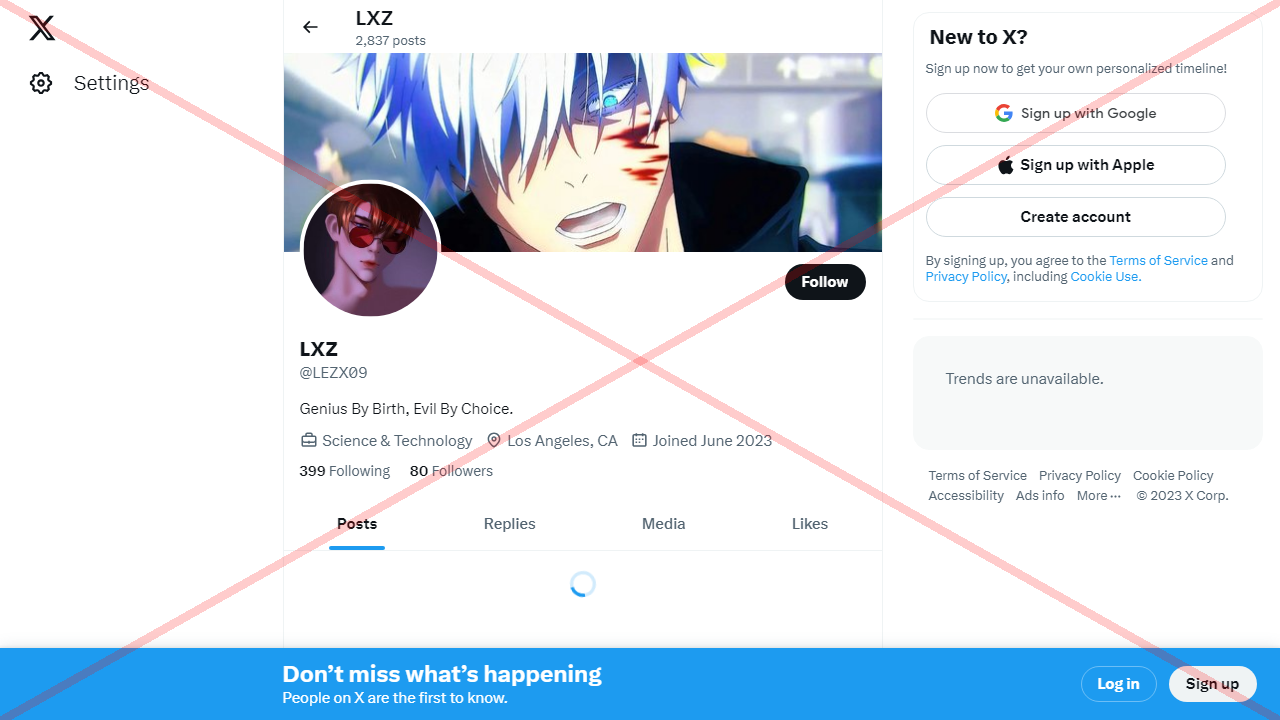 Settings
LXZ
2,837 posts
Follow
LXZ
@LEZX09
Genius By Birth, Evil By Choice.
Science & Technology Los Angeles, CA Joined June 2023
399 Following 80 Followers
Posts Replies Media Likes
New to X?
Sign up now to get your own personalized timeline!
Sign up with Google
Sign up with Apple
Create account
By signing up, you agree to the Terms of Service and
Privacy Policy, including Cookie Use.
Trends are unavailable.
Terms of Service Privacy Policy Cookie Policy
Accessibility Ads info More ··· © 2023 X Corp.
Don’t miss what’s happening
People on X are the first to know.
Log in Sign up